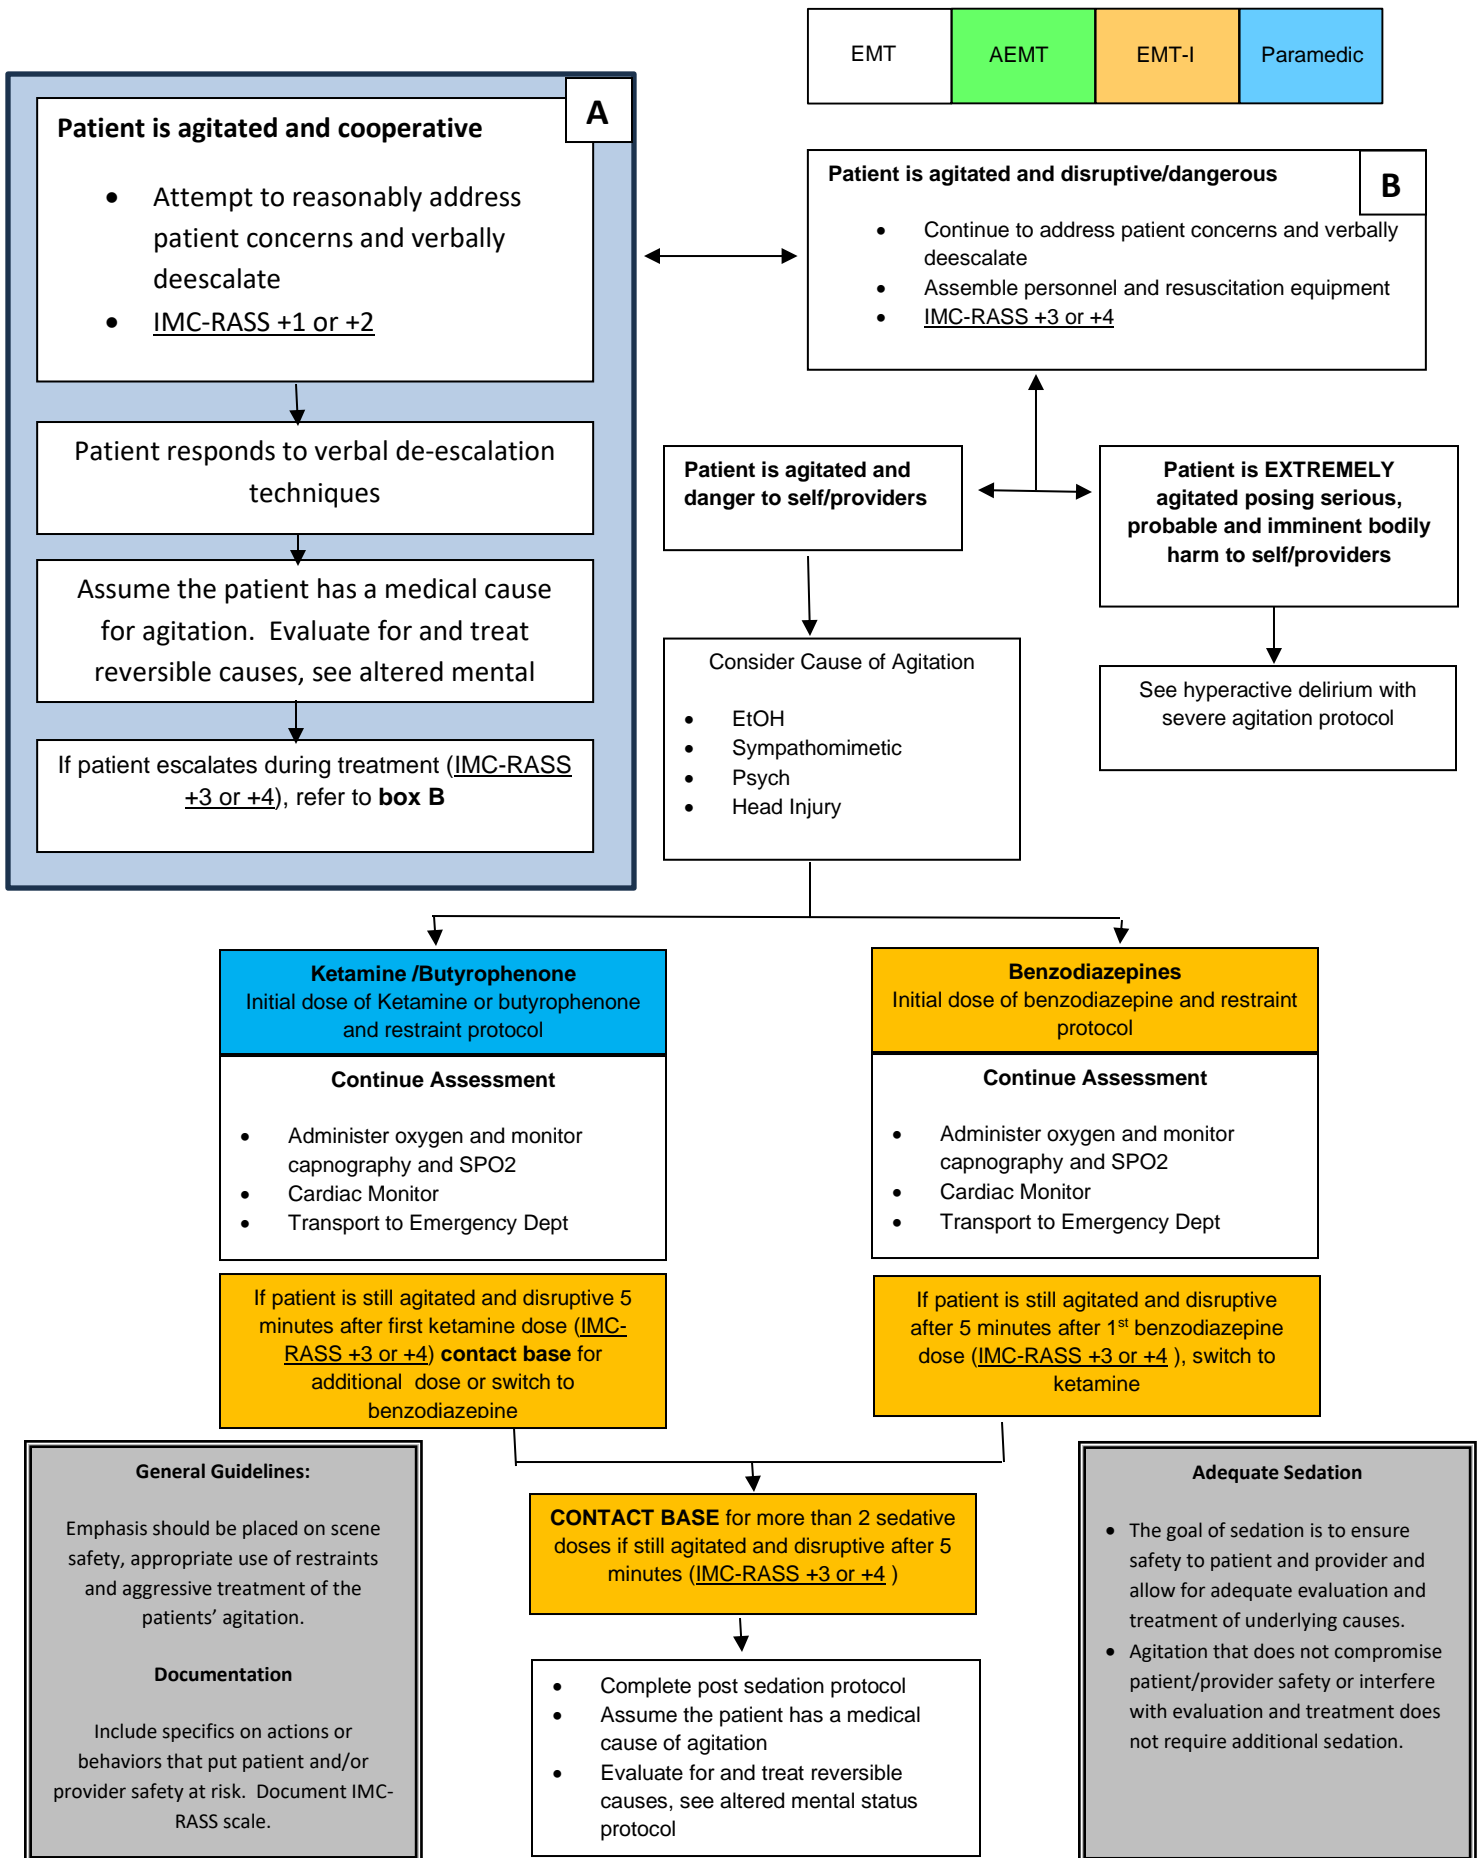 EMT
AEMT
EMT-I
Paramedic
A
Patient is agitated and cooperative
• Attempt to reasonably address
patient concerns and verbally
deescalate
• IMC-RASS +1 or +2
Patient responds to verbal de-escalation
techniques
Assume the patient has a medical cause
for agitation.  Evaluate for and treat
reversible causes, see altered mental
If patient escalates during treatment (IMC-RASS
+3 or +4), refer to box B
B
Patient is agitated and disruptive/dangerous
• Continue to address patient concerns and verbally
deescalate
• Assemble personnel and resuscitation equipment
• IMC-RASS +3 or +4
Patient is agitated and
danger to self/providers
Patient is EXTREMELY
agitated posing serious,
probable and imminent bodily
harm to self/providers
Consider Cause of Agitation
• EtOH
• Sympathomimetic
• Psych
• Head Injury
See hyperactive delirium with
severe agitation protocol
Ketamine /Butyrophenone
Initial dose of Ketamine or butyrophenone
and restraint protocol
Continue Assessment
• Administer oxygen and monitor
capnography and SPO2
• Cardiac Monitor
• Transport to Emergency Dept
If patient is still agitated and disruptive 5
minutes after first ketamine dose (IMC-
RASS +3 or +4) contact base for
additional  dose or switch to
benzodiazepine
Benzodiazepines
Initial dose of benzodiazepine and restraint
protocol
Continue Assessment
• Administer oxygen and monitor
capnography and SPO2
• Cardiac Monitor
• Transport to Emergency Dept
If patient is still agitated and disruptive
after 5 minutes after 1st benzodiazepine
dose (IMC-RASS +3 or +4 ), switch to
ketamine
General Guidelines:
Emphasis should be placed on scene
safety, appropriate use of restraints
and aggressive treatment of the
patients’ agitation.
Documentation
Include specifics on actions or
behaviors that put patient and/or
provider safety at risk.  Document IMC-
RASS scale.
CONTACT BASE for more than 2 sedative
doses if still agitated and disruptive after 5
minutes (IMC-RASS +3 or +4 )
• Complete post sedation protocol
• Assume the patient has a medical
cause of agitation
• Evaluate for and treat reversible
causes, see altered mental status
protocol
Adequate Sedation
• The goal of sedation is to ensure
safety to patient and provider and
allow for adequate evaluation and
treatment of underlying causes.
• Agitation that does not compromise
patient/provider safety or interfere
with evaluation and treatment does
not require additional sedation.